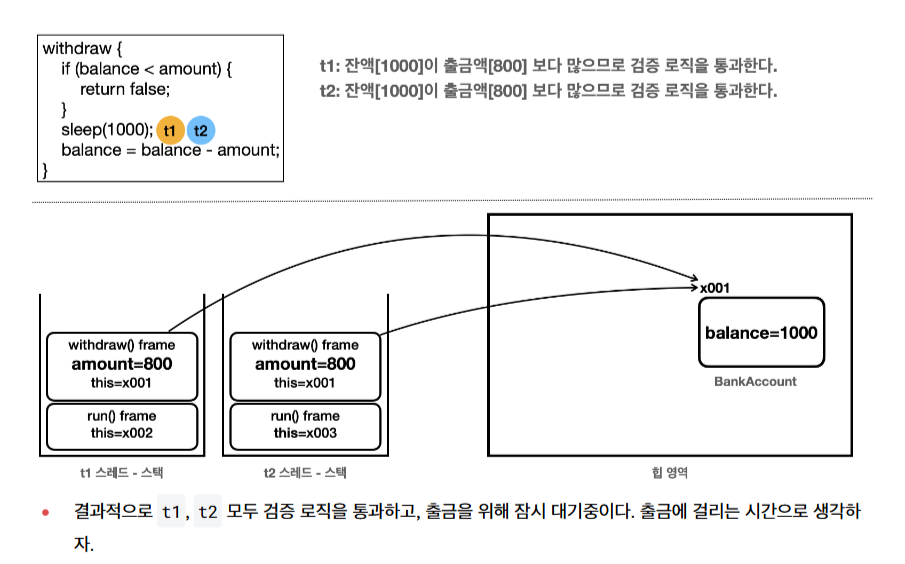 withdraw {
if (balance < amount) {
return false;
}
sleep(1000); t1 t2
balance = balance - amount;
}
t1: 잔액[1000]이 출금액[800] 보다 많으므로 검증 로직을 통과한다.
t2: 잔액[1000]이 출금액[800] 보다 많으므로 검증 로직을 통과한다.
withdraw() frame
amount=800
this=x001
run() frame
this=x002
t1 스레드 - 스택
withdraw() frame
amount=800
this=x001
run() frame
this=x003
t2 스레드 - 스택
x001
balance=1000
BankAccount
힙 영역
• 결과적으로 t1, t2 모두 검증 로직을 통과하고, 출금을 위해 잠시 대기중이다. 출금에 걸리는 시간으로 생각하
자.